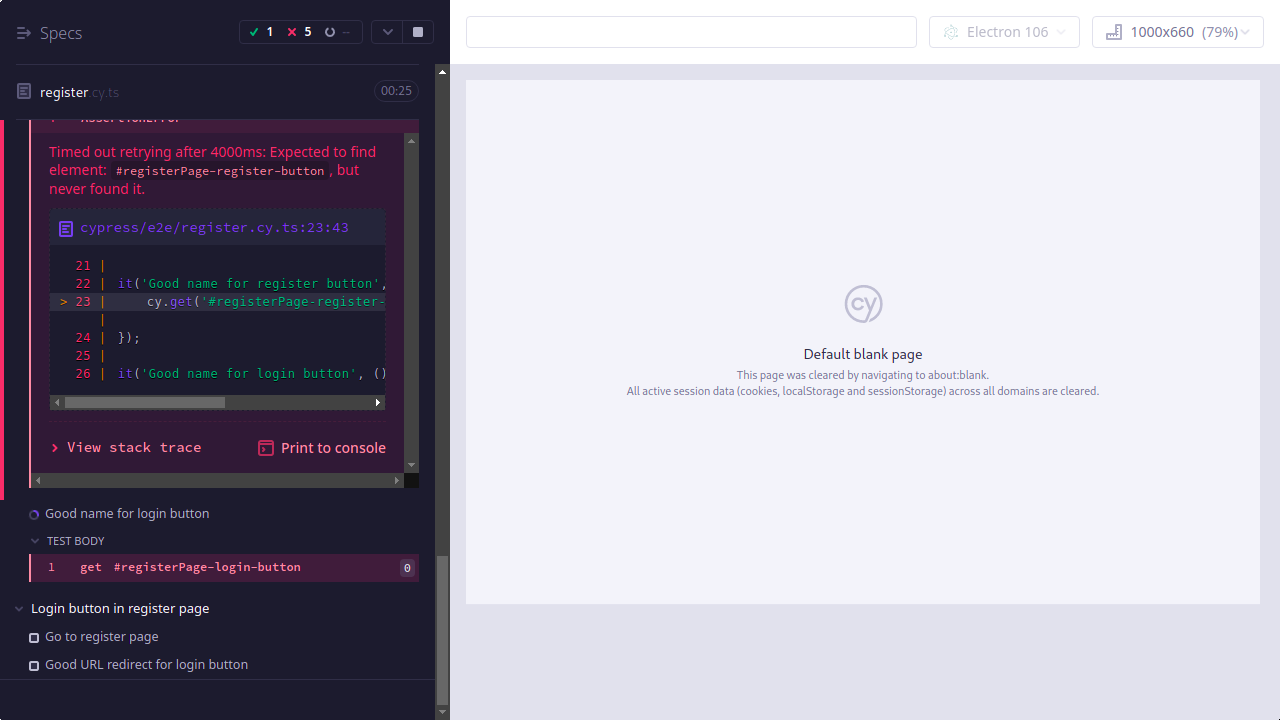 Specs
1
5
--
Electron 106
1000x660 (79%)
register.cy.ts
00:25
AssertionError
Timed out retrying after 4000ms: Expected to find
element: #registerPage-register-button, but
never found it.
cypress/e2e/register.cy.ts:23:43
21 |
22 | it('Good name for register button',
> 23 | cy.get('#registerPage-register-
|
24 | });
25 |
26 | it('Good name for login button', ()
View stack trace
Print to console
Good name for login button
TEST BODY
1 get #registerPage-login-button 0
Login button in register page
Go to register page
Good URL redirect for login button
cy
Default blank page
This page was cleared by navigating to about:blank.
All active session data (cookies, localStorage and sessionStorage) across all domains are cleared.